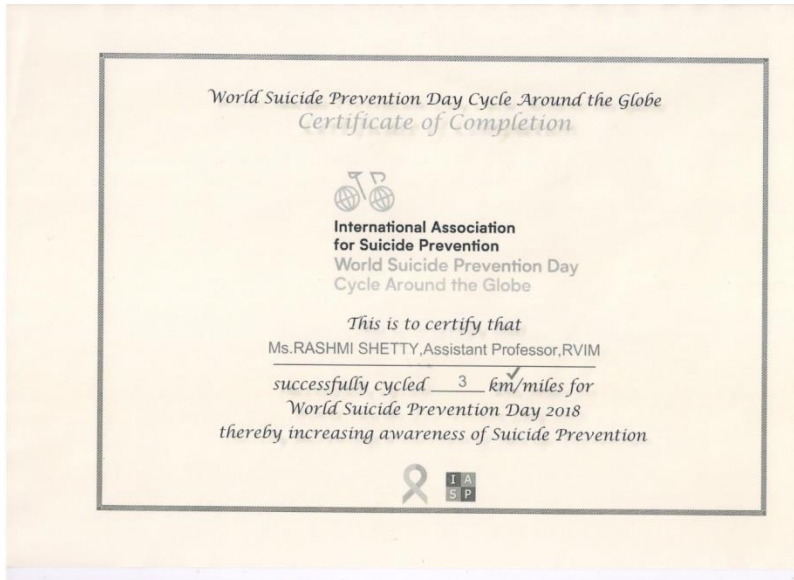 World Suicide Prevention Day Cycle Around the Globe
Certificate of Completion
International Association
for Suicide Prevention
World Suicide Prevention Day
Cycle Around the Globe
This is to certify that
Ms.RASHMI SHETTY,Assistant Professor,RVIM
successfully cycled 3 km/miles for
World Suicide Prevention Day 2018
thereby increasing awareness of Suicide Prevention
I A
S P